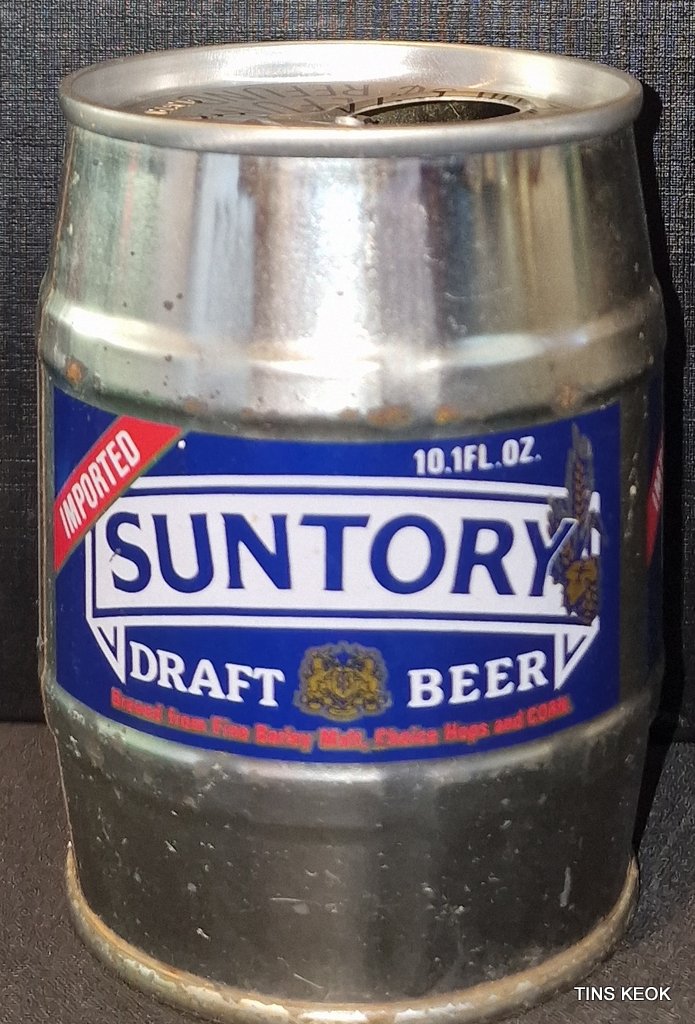 IMPORTED
10.1FL.OZ.
SUNTORY
DRAFT BEER
Brewed from Fine Barley Malt, Choice Hops and CORN.
TINS KEOK